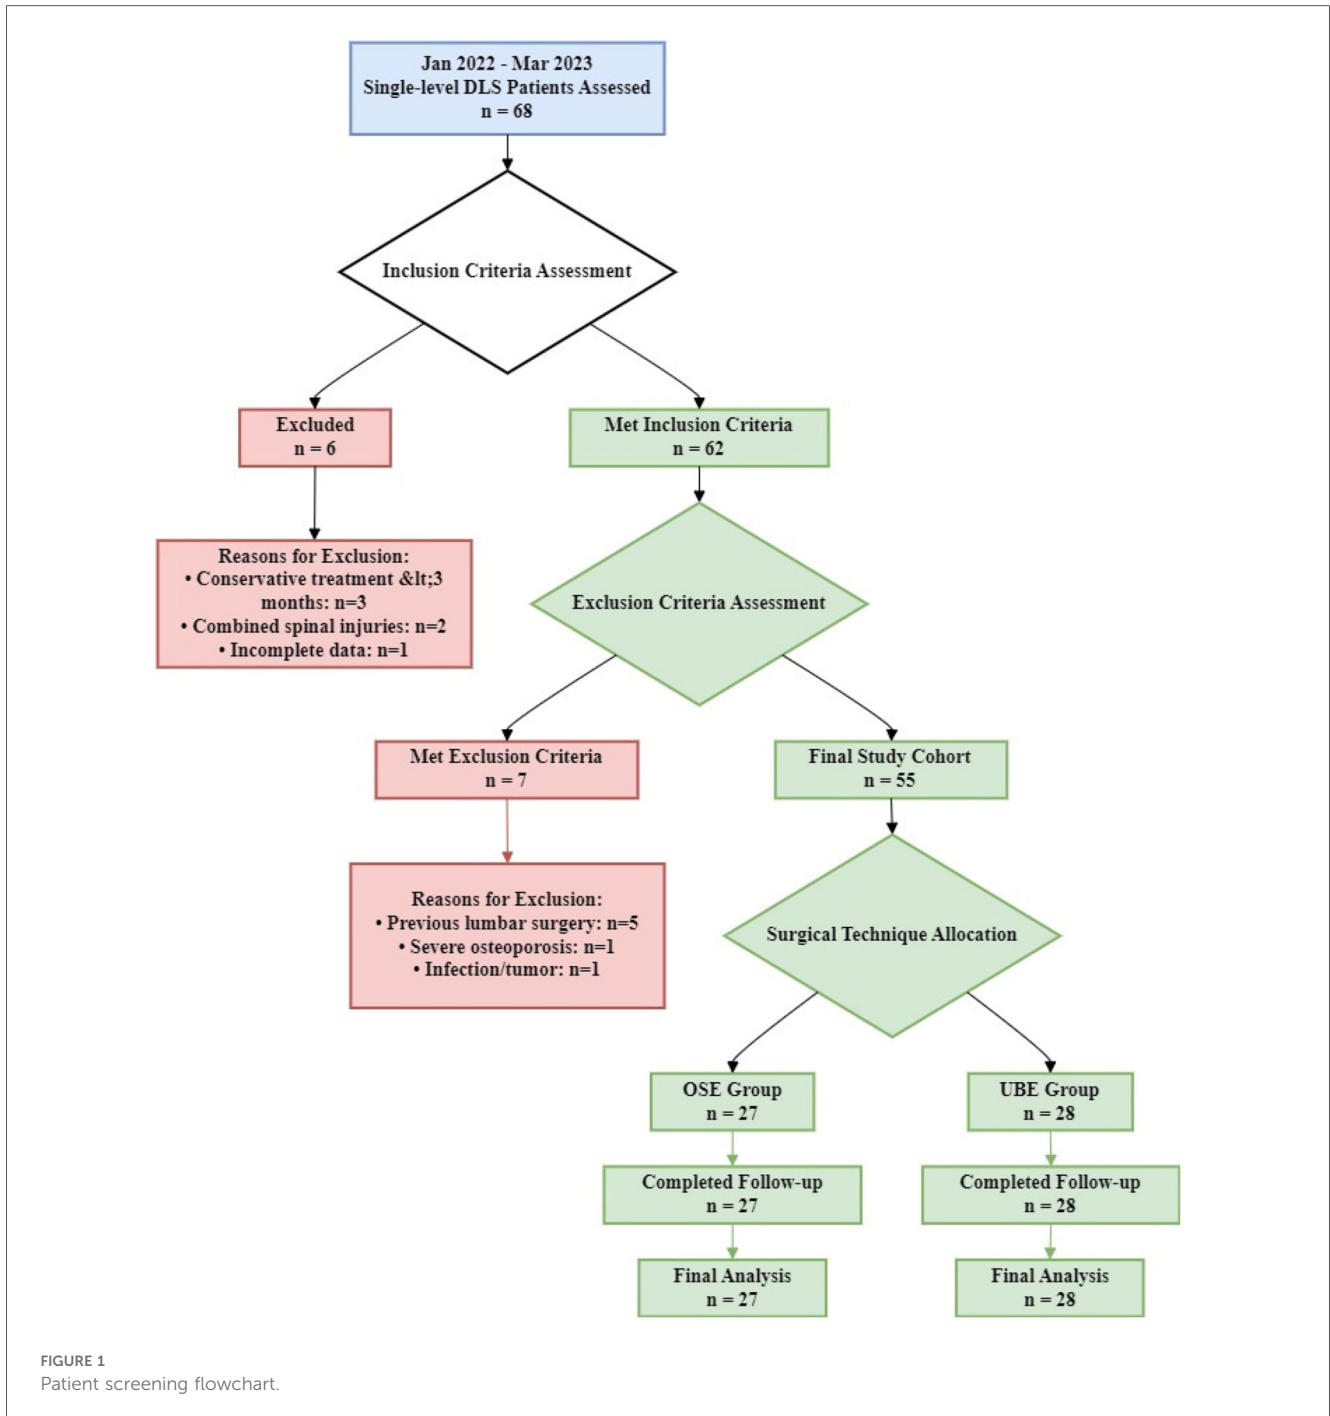 Jan 2022 - Mar 2023
Single-level DLS Patients Assessed
n = 68
Inclusion Criteria Assessment
Excluded
n = 6
Met Inclusion Criteria
n = 62
Reasons for Exclusion:
• Conservative treatment &lt;3
months: n=3
• Combined spinal injuries: n=2
• Incomplete data: n=1
Exclusion Criteria Assessment
Met Exclusion Criteria
n = 7
Final Study Cohort
n = 55
Reasons for Exclusion:
• Previous lumbar surgery: n=5
• Severe osteoporosis: n=1
• Infection/tumor: n=1
Surgical Technique Allocation
OSE Group
n = 27
UBE Group
n = 28
Completed Follow-up
n = 27
Completed Follow-up
n = 28
Final Analysis
n = 27
Final Analysis
n = 28
FIGURE 1
Patient screening flowchart.